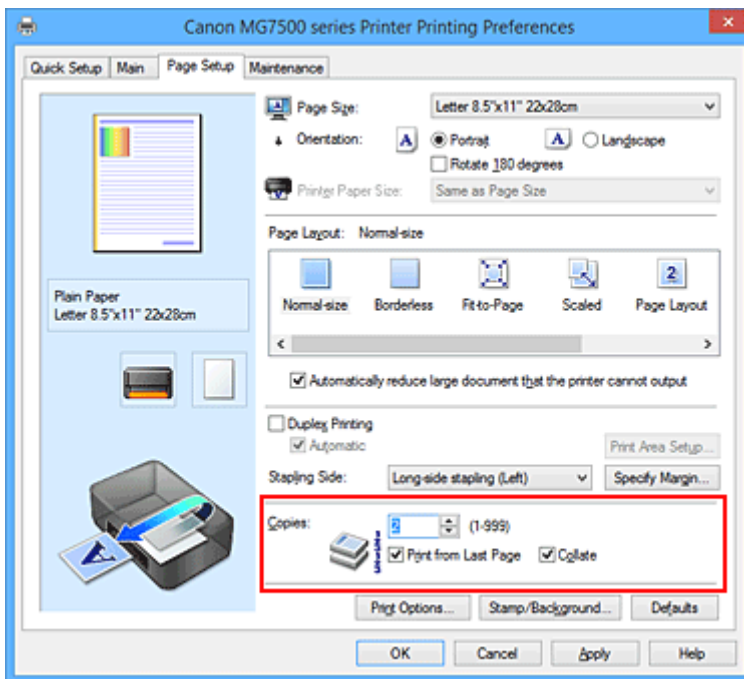 Canon MG7500 series Printer Printing Preferences
Quick Setup Main Page Setup Maintenance
Page Size: Letter 8.5"x11" 22x28cm
Orientation: A Portrait A Landscape
Rotate 180 degrees
Printer Paper Size: Same as Page Size
Page Layout: Normal-size
2
Normal-size Borderless Fit-to-Page Scaled Page Layout
Plain Paper
Letter 8.5"x11" 22x28cm
Automatically reduce large document that the printer cannot output
Duplex Printing
Automatic Print Area Setup...
Stapling Side: Long-side stapling (Left) Specify Margin...
Copies: 2 (1-999)
Print from Last Page Collate
A
Print Options... Stamp/Background... Defaults
OK Cancel Apply Help